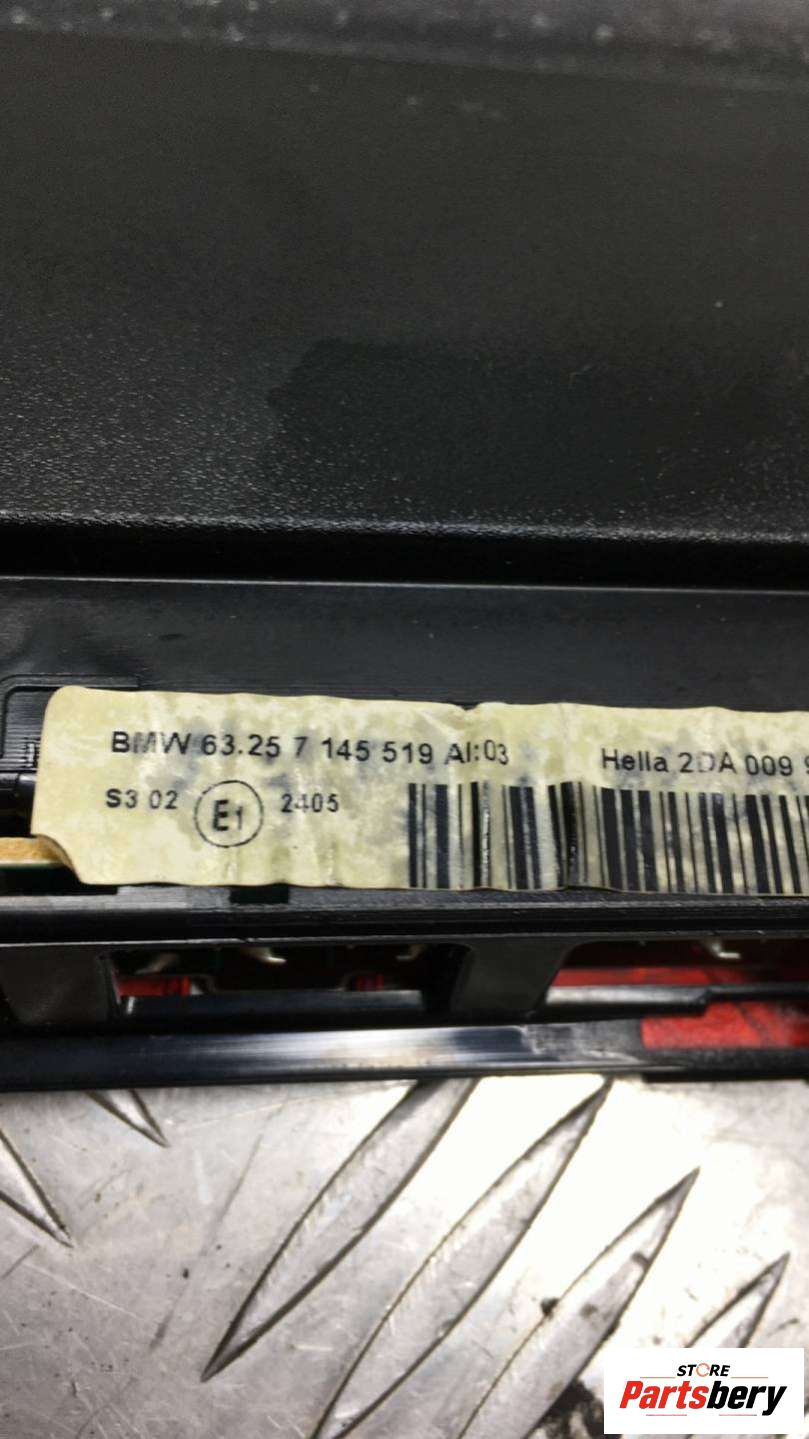 BMW 63.25 7 145 519 AI:03 Hella 2DA 009
S3 02 E1 2405
STORE
Partsbery